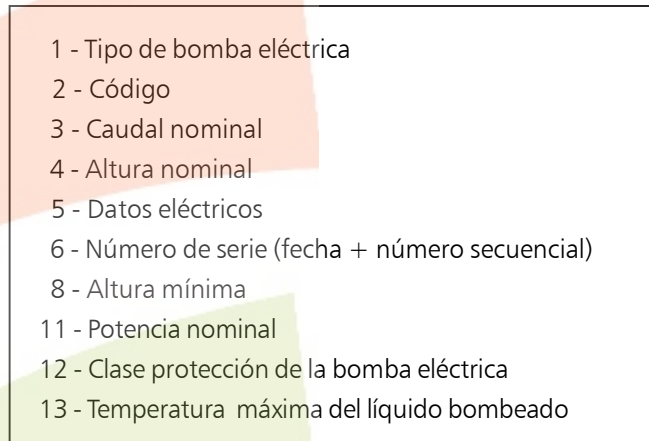 1 - Tipo de bomba eléctrica
2 - Código
3 - Caudal nominal
4 - Altura nominal
5 - Datos eléctricos
6 - Número de serie (fecha + número secuencial)
8 - Altura mínima
11 - Potencia nominal
12 - Clase protección de la bomba eléctrica
13 - Temperatura máxima del líquido bombeado